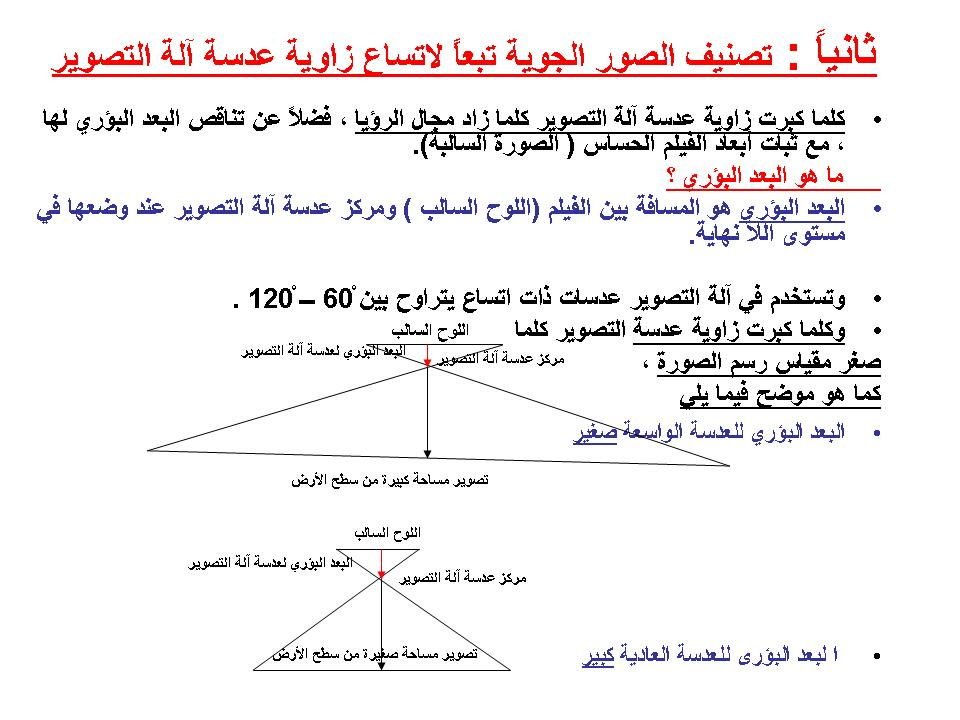 ثانياً : تصنيف الصور الجوية تبعاً لاتساع زاوية عدسة آلة التصوير
• كلما كبرت زاوية عدسة آلة التصوير كلما زاد مجال الرؤيا ، فضلاً عن تناقص البعد البؤري لها
، مع ثبات أبعاد الفيلم الحساس ( الصورة السالبة).
ما هو البعد البؤري ؟
• البعد البؤري هو المسافة بين الفيلم (اللوح السالب ) ومركز عدسة آلة التصوير عند وضعها في
مستوى اللا نهاية.
• وتستخدم في آلة التصوير عدسات ذات اتساع يتراوح بين 60ْ – 120ْ .
• وكلما كبرت زاوية عدسة التصوير كلما
صغر مقياس رسم الصورة ،
كما هو موضح فيما يلي
• البعد البؤري للعدسة الواسعة صغير
اللوح السالب
البعد البؤري لعدسة آلة التصوير
مركز عدسة آلة التصوير
تصوير مساحة كبيرة من سطح الأرض
اللوح السالب
البعد البؤري لعدسة آلة التصوير
مركز عدسة آلة التصوير
تصوير مساحة صغيرة من سطح الأرض
• ا لبعد البؤرى للعدسة العادية كبير